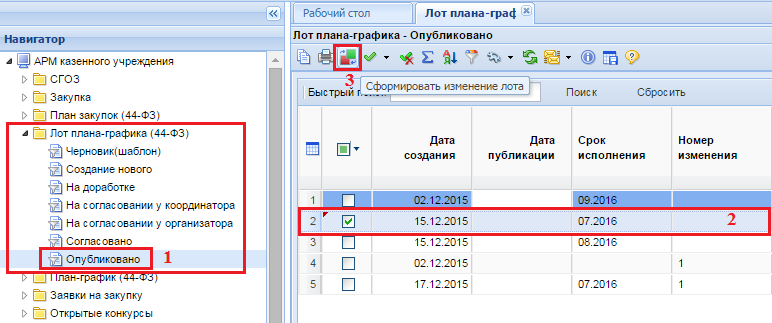 Рабочий стол
Лот плана-граф
Навигатор
Лот плана-графика - Опубликовано
АРМ казенного учреждения
СГОЗ
Закупка
План закупок (44-ФЗ)
Лот плана-графика (44-ФЗ)
Черновик(шаблон)
Создание нового
На доработке
На согласовании у координатора
На согласовании у организатора
Согласовано
Опубликовано
1
План-график (44-ФЗ)
Заявки на закупку
Открытые конкурсы
3
Сформировать изменение лота
Быстрый
Поиск
Сбросить
Дата создания
Дата публикации
Срок исполнения
Номер изменения
1 02.12.2015 09.2016
2 15.12.2015 07.2016 2
3 15.12.2015 08.2016
4 02.12.2015 1
5 17.12.2015 07.2016 1